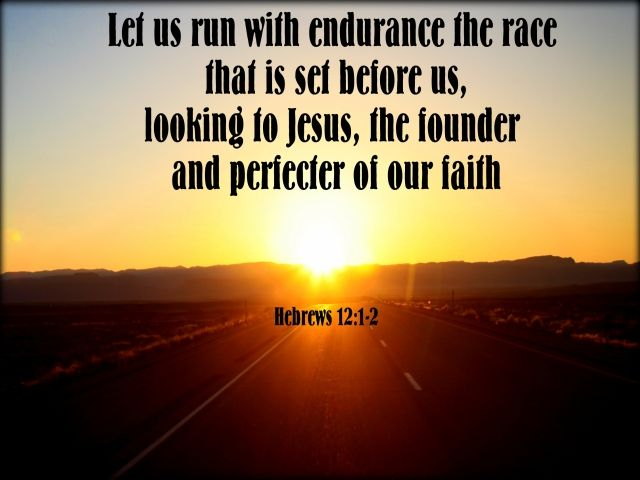 Let us run with endurance the race
that is set before us,
looking to Jesus, the founder
and perfecter of our faith
Hebrews 12:1-2